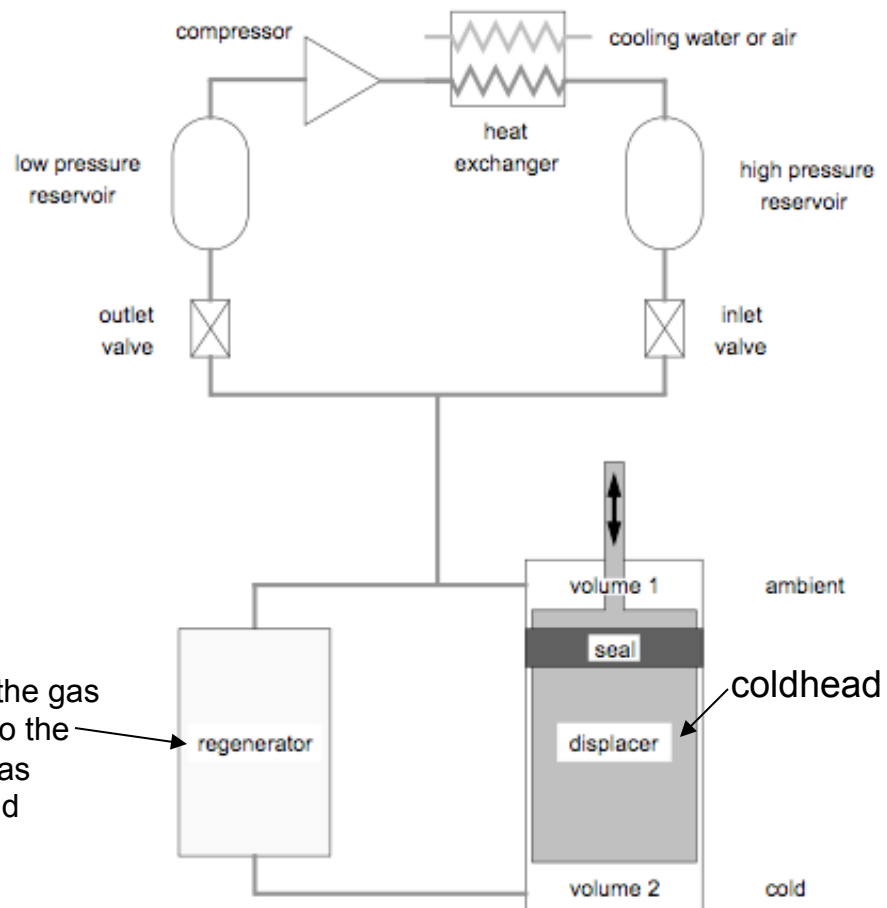 compressor
cooling water or air
heat
exchanger
low pressure
reservoir
high pressure
reservoir
outlet
valve
inlet
valve
volume 1
ambient
seal
coldhead
the gas
o the
as
d
regenerator
displacer
volume 2
cold